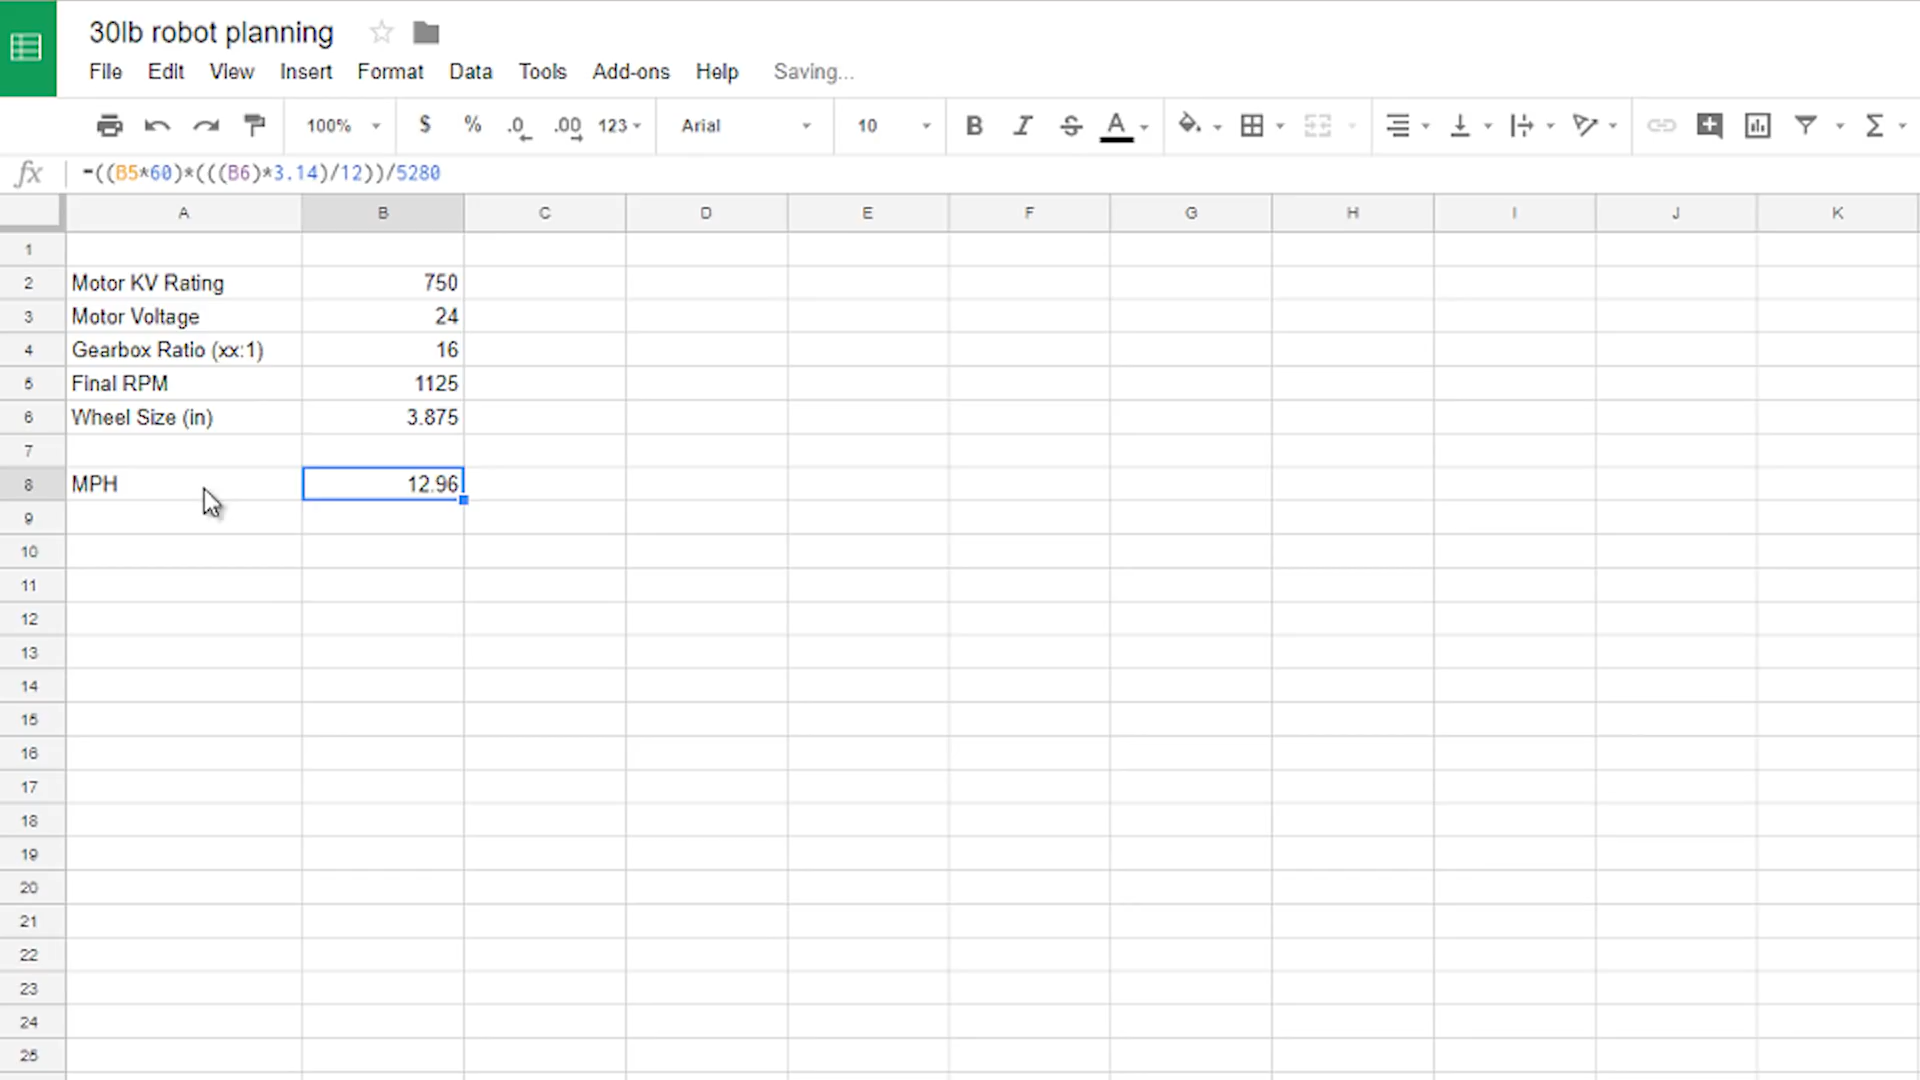 30lb robot planning
File Edit View Insert Format Data Tools Add-ons Help Saving...
100% $ % .0 .00 123 Arial 10 B I S A Σ
fx =((B5*60)*(((B6)*3.14)/12))/5280
A B C D E F G H I J K
1
2 Motor KV Rating 750
3 Motor Voltage 24
4 Gearbox Ratio (xx:1) 16
5 Final RPM 1125
6 Wheel Size (in) 3.875
7
8 MPH 12.96
9
10
11
12
13
14
15
16
17
18
19
20
21
22
23
24
25